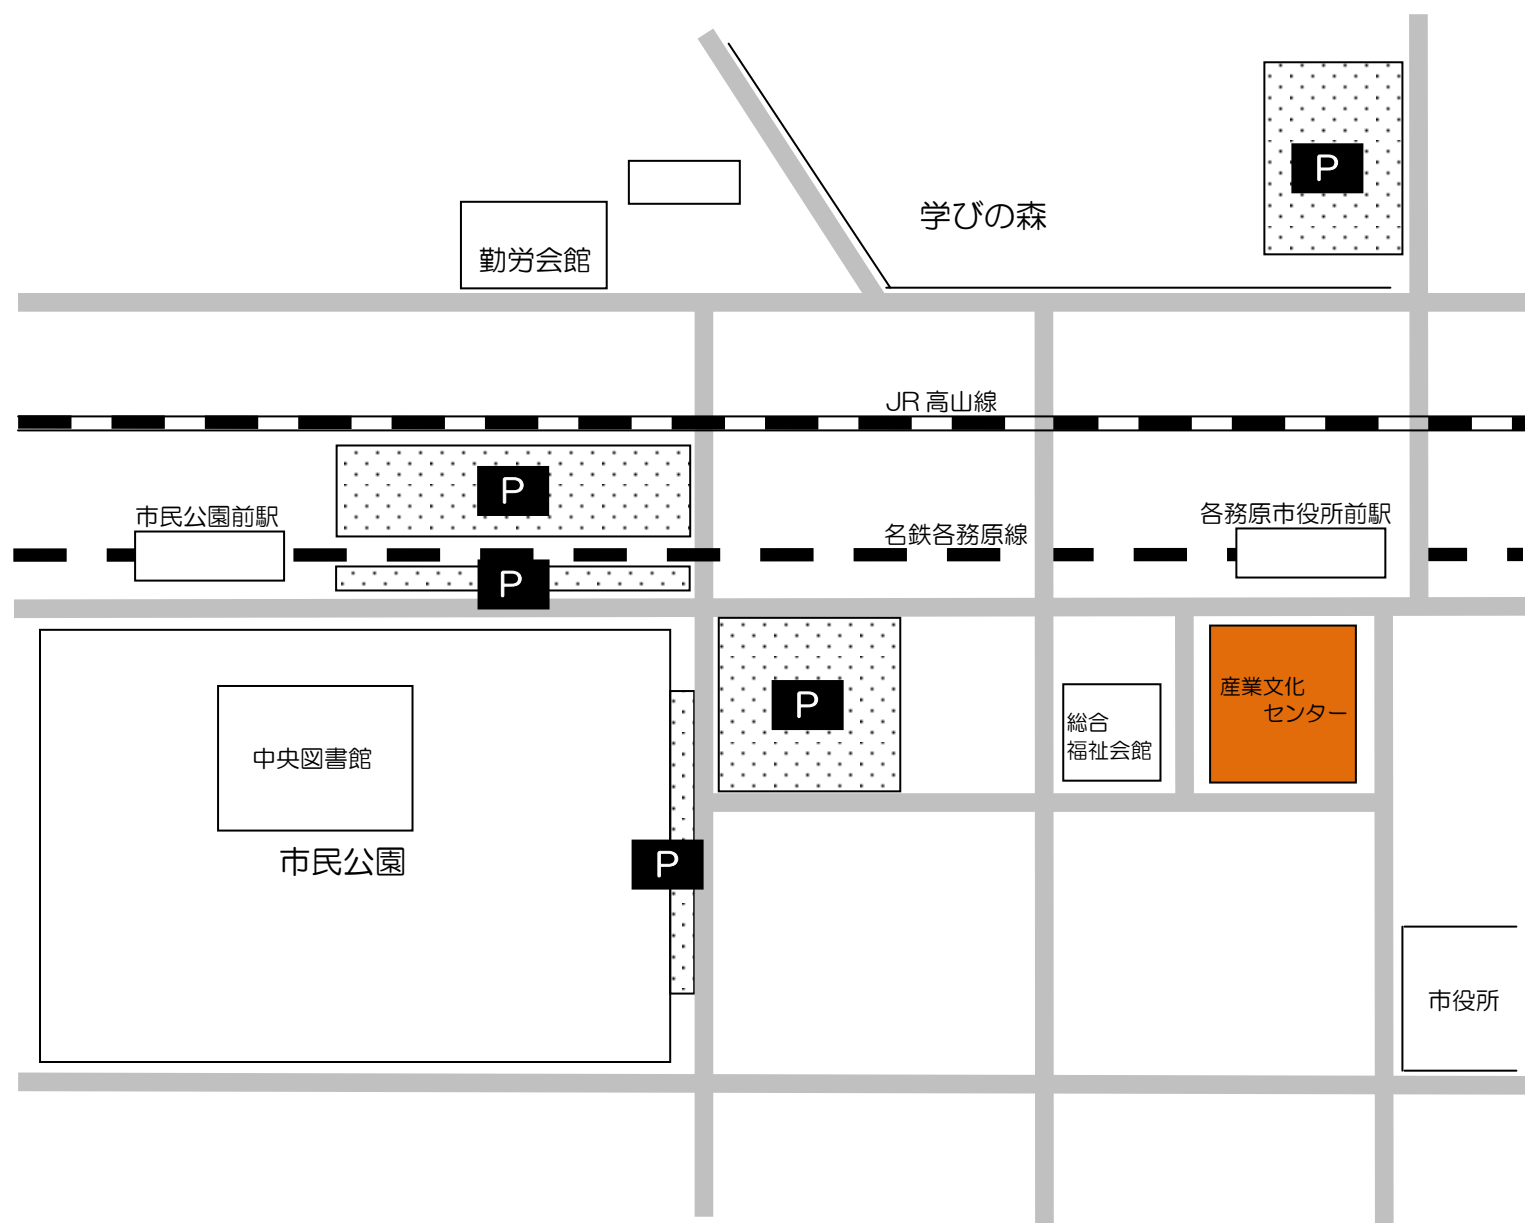 P
学びの森
勤労会館
JR 高山線
P
市民公園前駅
各務原市役所前駅
名鉄各務原線
P
産業文化
センター
P
総合
福祉会館
中央図書館
市民公園
P
市役所